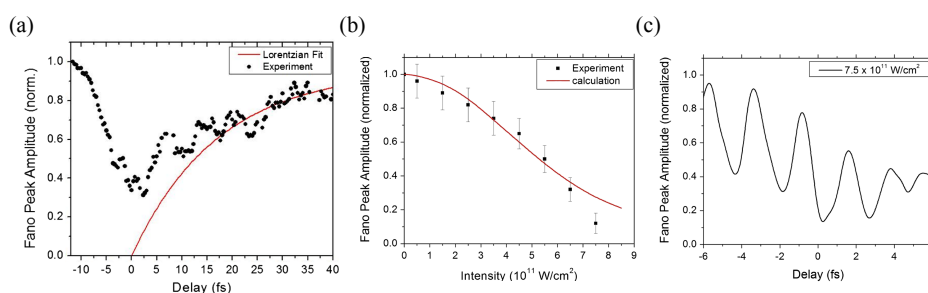 (a)
Fano Peak Amplitude (norm.)
1.0
0.8
0.6
0.4
0.2
0.0
Lorentzian Fit
Experiment
-10 -5 0 5 10 15 20 25 30 35 40
Delay (fs)
(b)
Fano Peak Amplitude (normalized)
1.0
0.8
0.6
0.4
0.2
0.0
Experiment
calculation
0 1 2 3 4 5 6 7 8 9
Intensity (10¹¹ W/cm²)
(c)
Fano Peak Amplitude (normalized)
1.0
0.8
0.6
0.4
0.2
0.0
7.5 x 10¹¹ W/cm²
-6 -4 -2 0 2 4
Delay (fs)